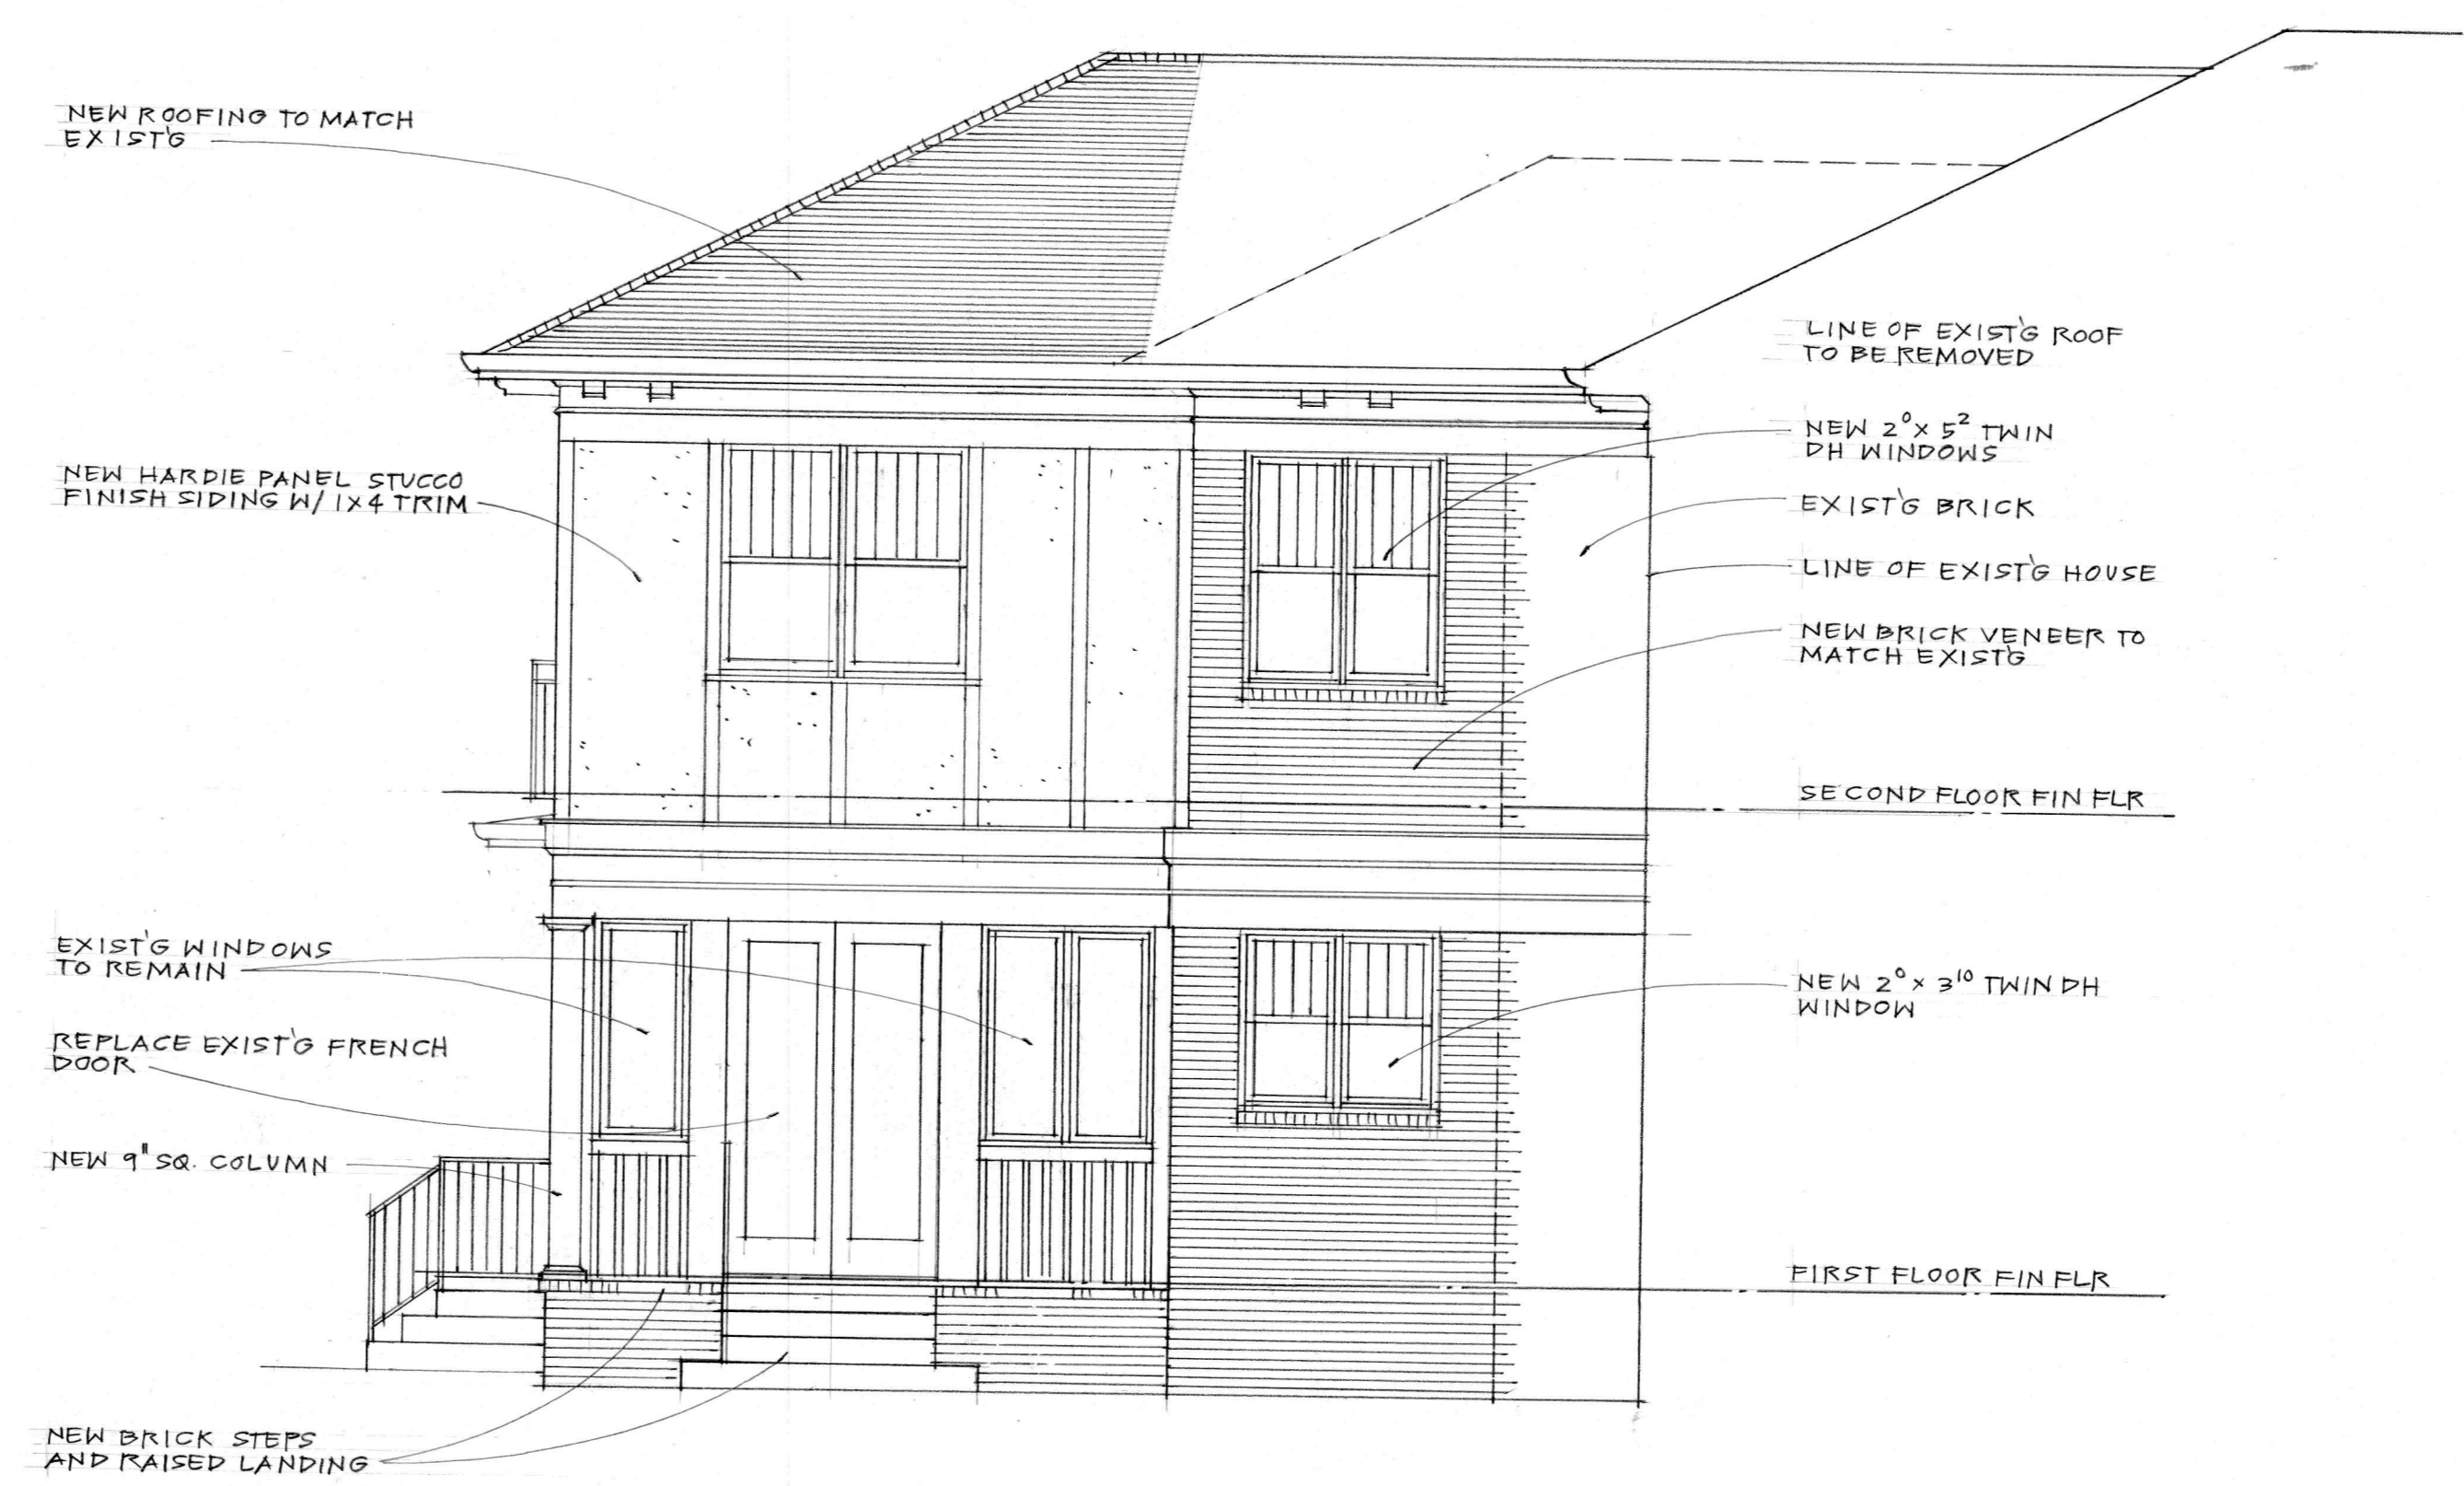 NEW ROOFING TO MATCH
EXIST'G
NEW HARDIE PANEL STUCCO
FINISH SIDING W/ 1x4 TRIM
EXIST'G WINDOWS
TO REMAIN
REPLACE EXIST'G FRENCH
DOOR
NEW 9" SQ. COLUMN
NEW BRICK STEPS
AND RAISED LANDING
LINE OF EXIST'G ROOF
TO BE REMOVED
NEW 2⁰ x 5² TWIN
DH WINDOWS
EXIST'G BRICK
LINE OF EXIST'G HOUSE
NEW BRICK VENEER TO
MATCH EXIST'G
SECOND FLOOR FIN FLR
NEW 2⁰ x 3¹⁰ TWIN DH
WINDOW
FIRST FLOOR FIN FLR